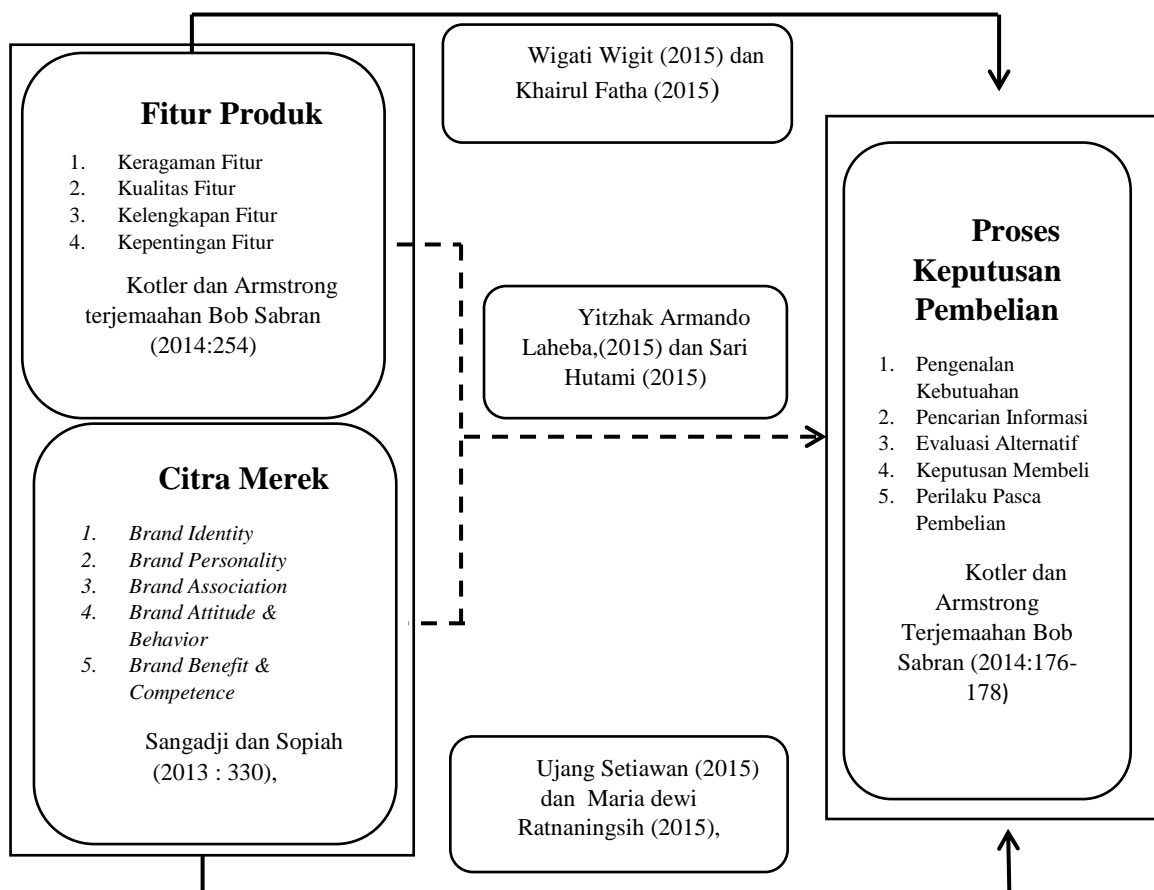 Wigati Wigit (2015) dan
Khairul Fatha (2015)
Fitur Produk
1. Keragaman Fitur
2. Kualitas Fitur
3. Kelengkapan Fitur
4. Kepentingan Fitur
Kotler dan Armstrong
terjemaahan Bob Sabran
(2014:254)
Yitzhak Armando
Laheba,(2015) dan Sari
Hutami (2015)
Citra Merek
1. Brand Identity
2. Brand Personality
3. Brand Association
4. Brand Attitude &
Behavior
5. Brand Benefit &
Competence
Sangadji dan Sopiah
(2013 : 330),
Ujang Setiawan (2015)
dan Maria dewi
Ratnaningsih (2015),
Proses
Keputusan
Pembelian
1. Pengenalan
Kebutuahan
2. Pencarian Informasi
3. Evaluasi Alternatif
4. Keputusan Membeli
5. Perilaku Pasca
Pembelian
Kotler dan
Armstrong
Terjemaahan Bob
Sabran (2014:176-
178)